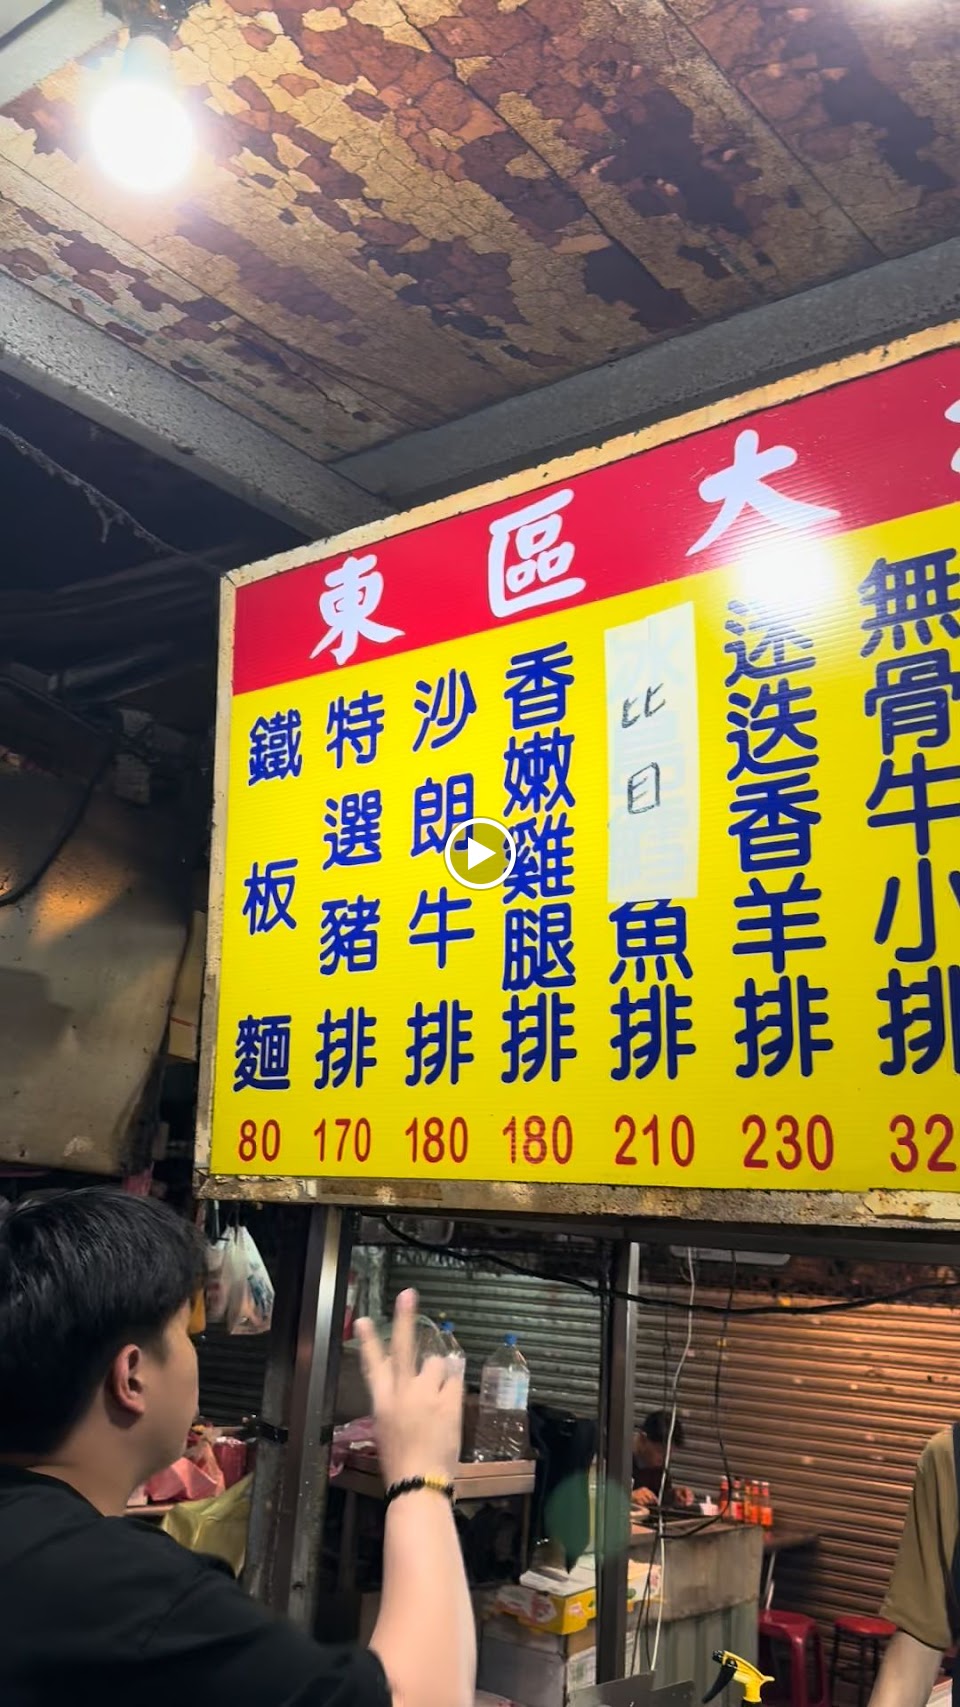 東區大
鐵板麵
80
特選豬排
170
沙朗牛排
180
香嫩雞腿排
180
比目魚排
210
迷迭香羊排
230
無骨牛小排
32